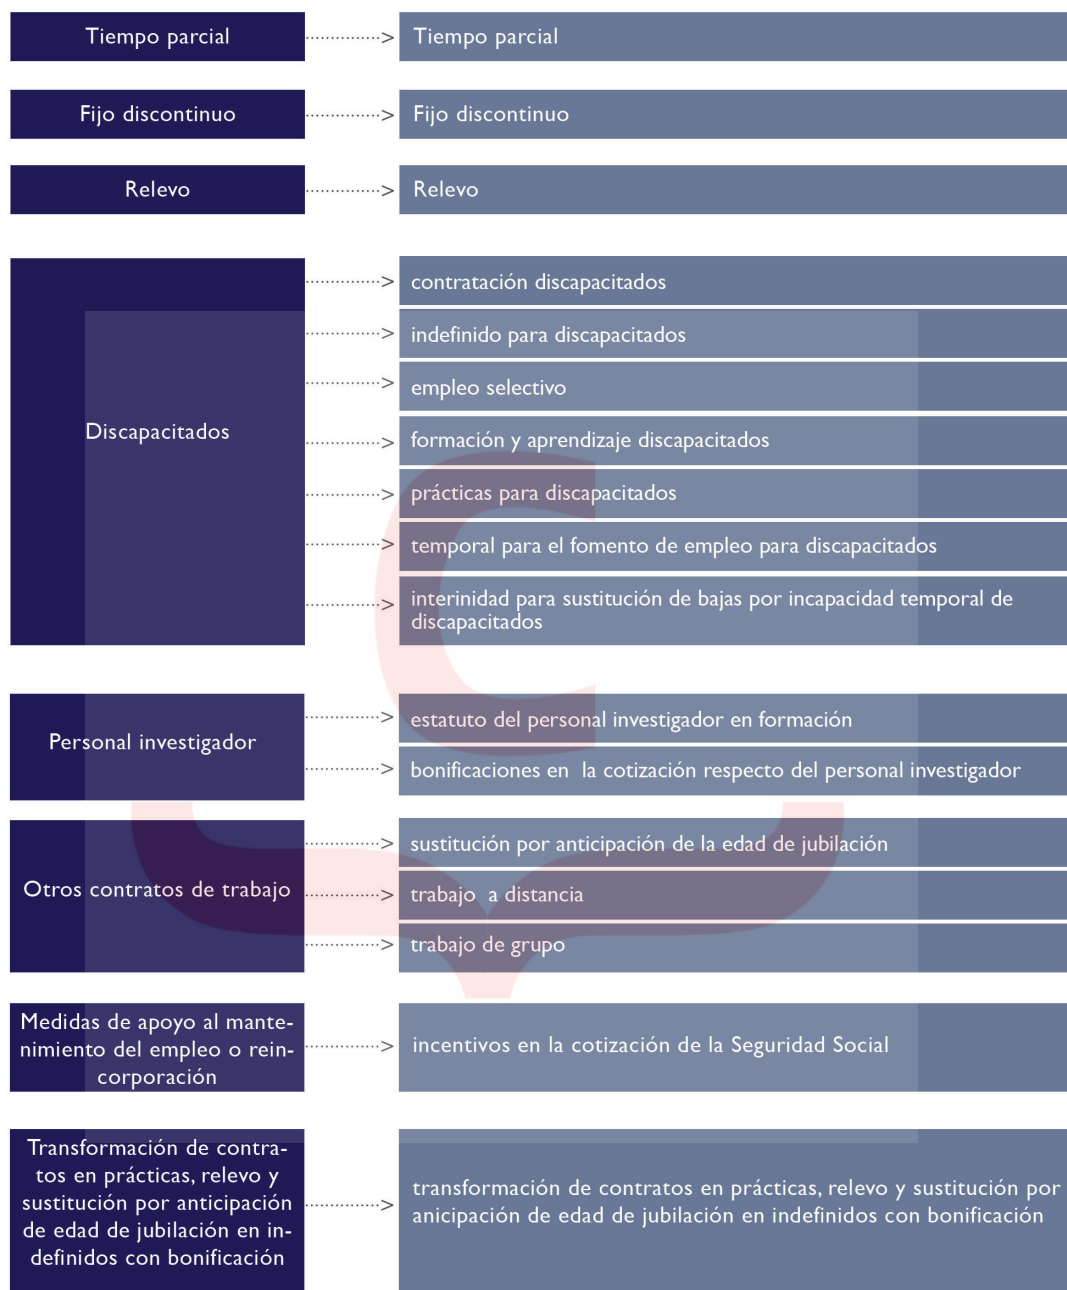 Tiempo parcial
Tiempo parcial
Fijo discontinuo
Fijo discontinuo
Relevo
Relevo
Discapacitados
contratación discapacitados
indefinido para discapacitados
empleo selectivo
formación y aprendizaje discapacitados
prácticas para discapacitados
temporal para el fomento de empleo para discapacitados
interinidad para sustitución de bajas por incapacidad temporal de
discapacitados
Personal investigador
estatuto del personal investigador en formación
bonificaciones en la cotización respecto del personal investigador
Otros contratos de trabajo
sustitución por anticipación de la edad de jubilación
trabajo a distancia
trabajo de grupo
Medidas de apoyo al mante-
nimiento del empleo o rein-
corporación
incentivos en la cotización de la Seguridad Social
Transformación de contra-
tos en prácticas, relevo y
sustitución por anticipación
de edad de jubilación en in-
definidos con bonificación
transformación de contratos en prácticas, relevo y sustitución por
anicipación de edad de jubilación en indefinidos con bonificación